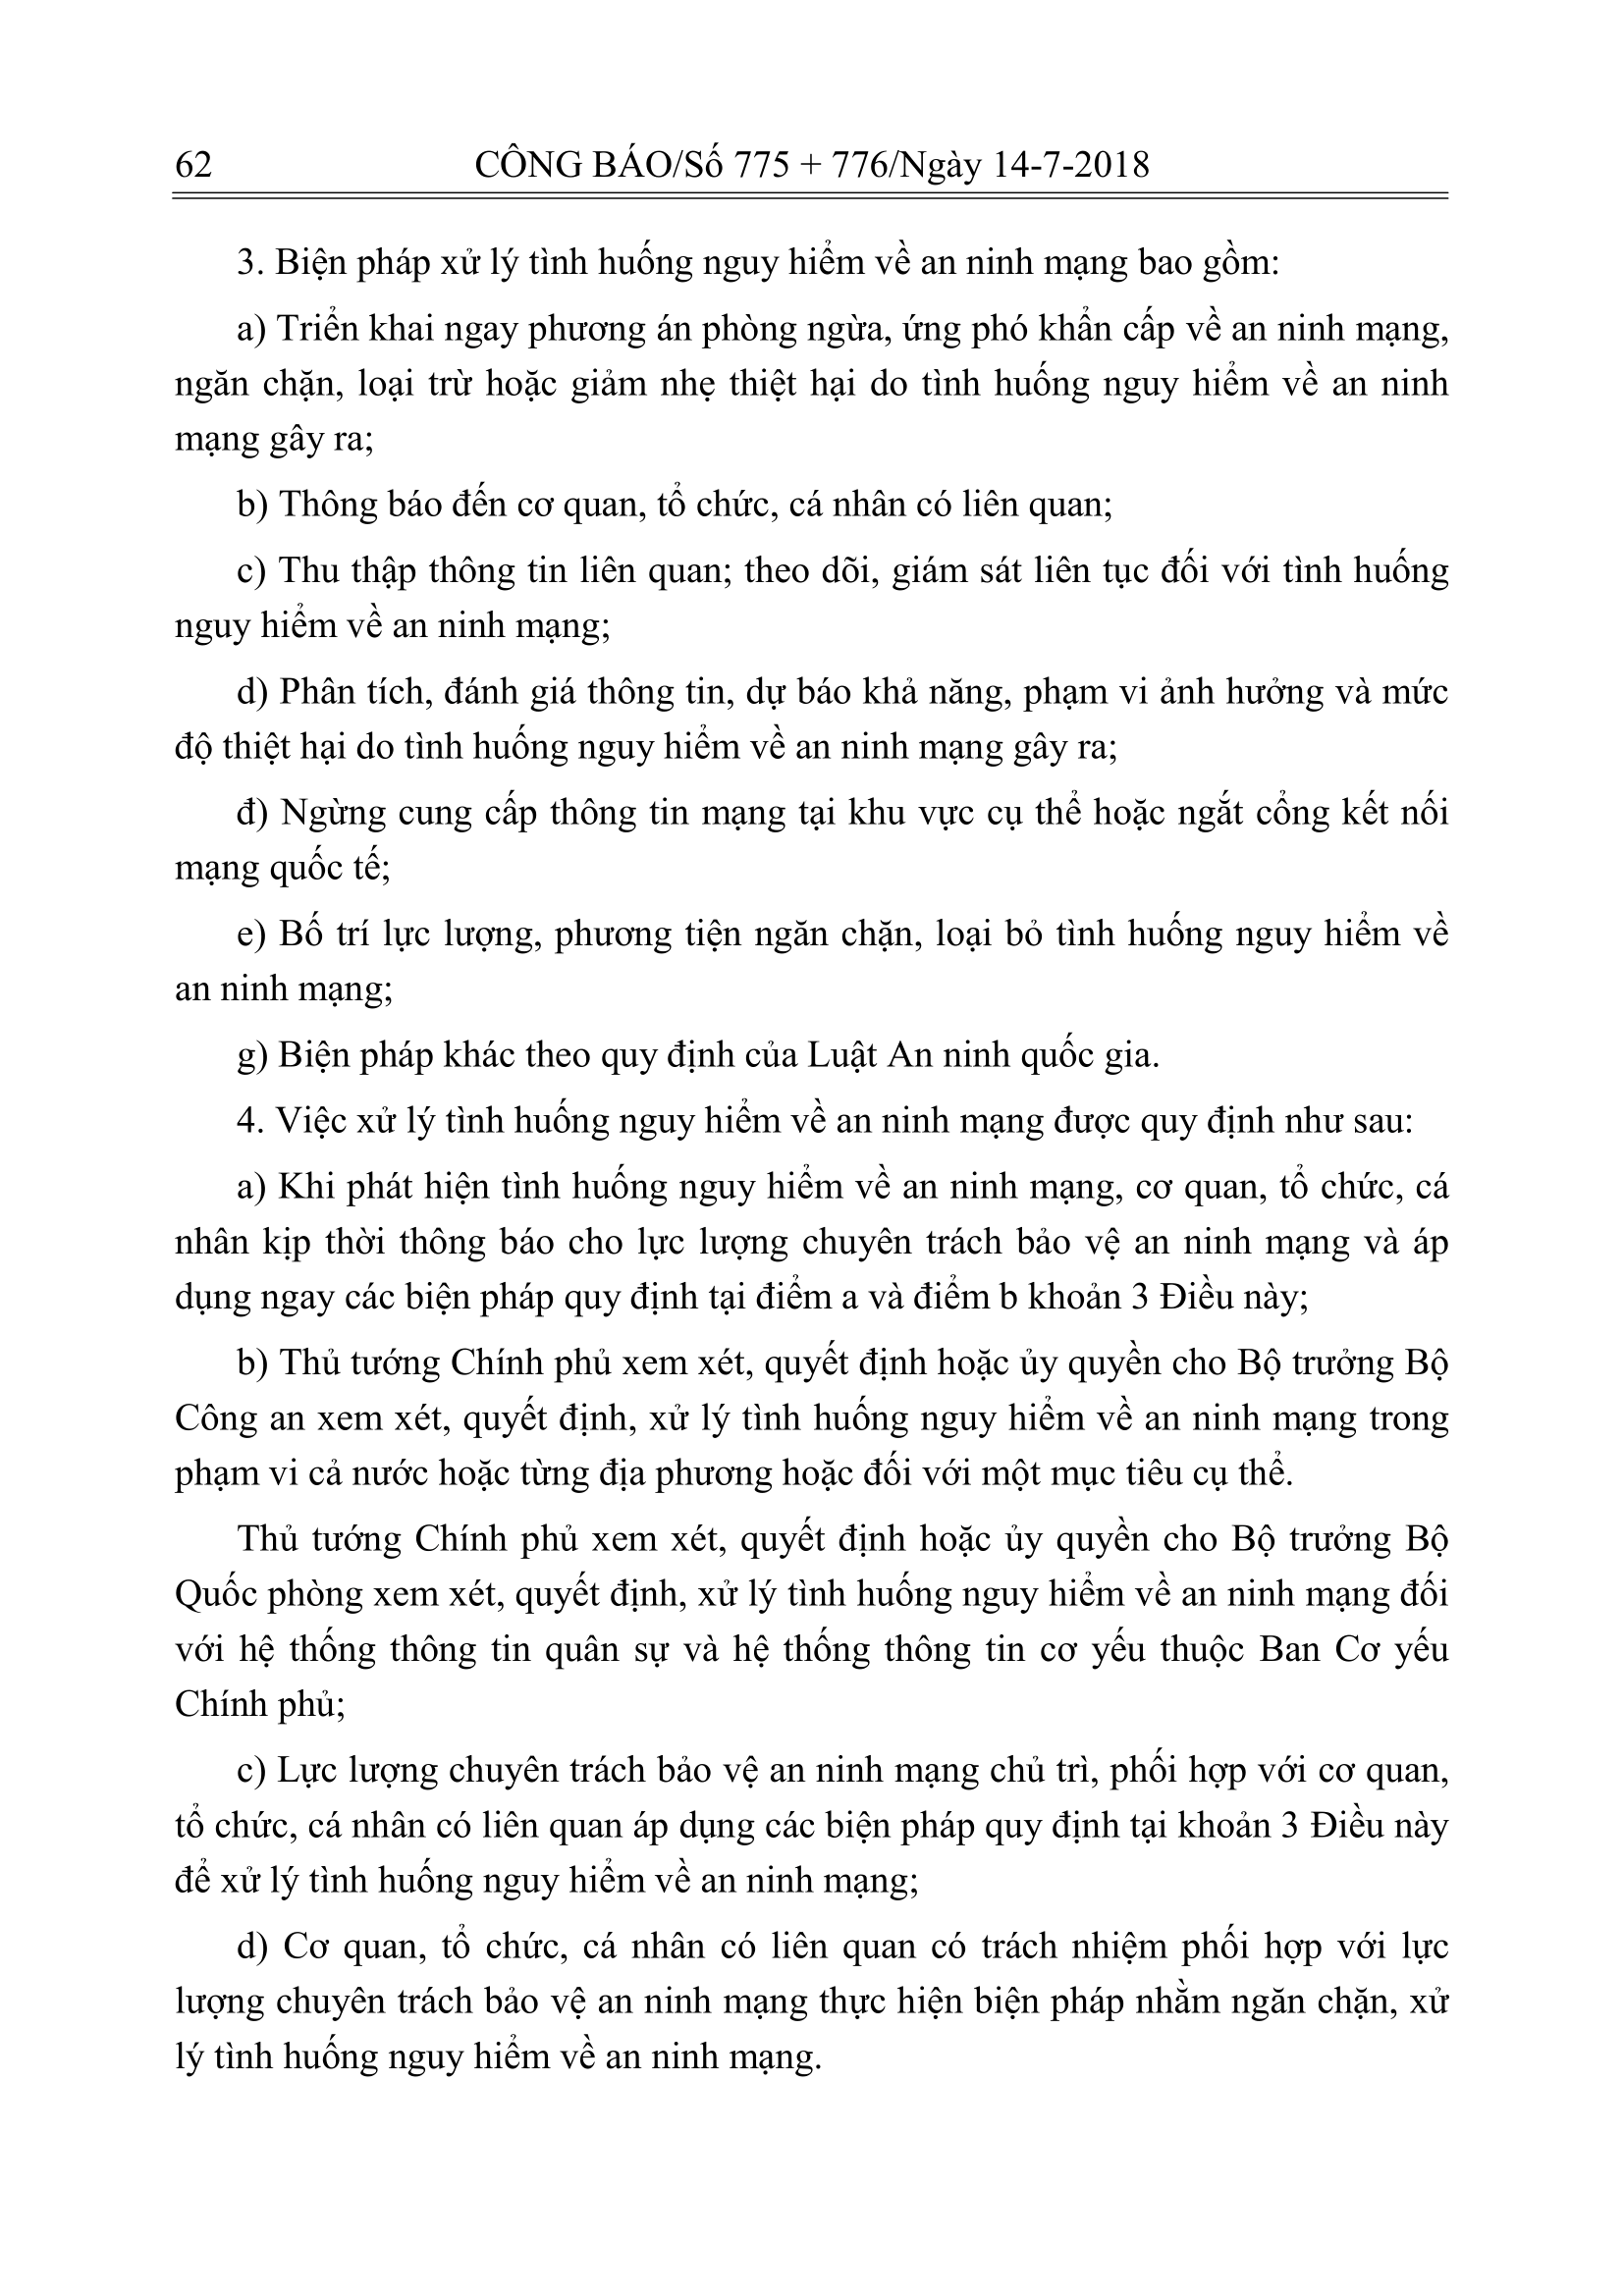 62 CÔNG BÁO/Số 775 + 776/Ngày 14-7-2018
3. Biện pháp xử lý tình huống nguy hiểm về an ninh mạng bao gồm:
a) Triển khai ngay phương án phòng ngừa, ứng phó khẩn cấp về an ninh mạng,
ngăn chặn, loại trừ hoặc giảm nhẹ thiệt hại do tình huống nguy hiểm về an ninh
mạng gây ra;
b) Thông báo đến cơ quan, tổ chức, cá nhân có liên quan;
c) Thu thập thông tin liên quan; theo dõi, giám sát liên tục đối với tình huống
nguy hiểm về an ninh mạng;
d) Phân tích, đánh giá thông tin, dự báo khả năng, phạm vi ảnh hưởng và mức
độ thiệt hại do tình huống nguy hiểm về an ninh mạng gây ra;
đ) Ngừng cung cấp thông tin mạng tại khu vực cụ thể hoặc ngắt cổng kết nối
mạng quốc tế;
e) Bố trí lực lượng, phương tiện ngăn chặn, loại bỏ tình huống nguy hiểm về
an ninh mạng;
g) Biện pháp khác theo quy định của Luật An ninh quốc gia.
4. Việc xử lý tình huống nguy hiểm về an ninh mạng được quy định như sau:
a) Khi phát hiện tình huống nguy hiểm về an ninh mạng, cơ quan, tổ chức, cá
nhân kịp thời thông báo cho lực lượng chuyên trách bảo vệ an ninh mạng và áp
dụng ngay các biện pháp quy định tại điểm a và điểm b khoản 3 Điều này;
b) Thủ tướng Chính phủ xem xét, quyết định hoặc ủy quyền cho Bộ trưởng Bộ
Công an xem xét, quyết định, xử lý tình huống nguy hiểm về an ninh mạng trong
phạm vi cả nước hoặc từng địa phương hoặc đối với một mục tiêu cụ thể.
Thủ tướng Chính phủ xem xét, quyết định hoặc ủy quyền cho Bộ trưởng Bộ
Quốc phòng xem xét, quyết định, xử lý tình huống nguy hiểm về an ninh mạng đối
với hệ thống thông tin quân sự và hệ thống thông tin cơ yếu thuộc Ban Cơ yếu
Chính phủ;
c) Lực lượng chuyên trách bảo vệ an ninh mạng chủ trì, phối hợp với cơ quan,
tổ chức, cá nhân có liên quan áp dụng các biện pháp quy định tại khoản 3 Điều này
để xử lý tình huống nguy hiểm về an ninh mạng;
d) Cơ quan, tổ chức, cá nhân có liên quan có trách nhiệm phối hợp với lực
lượng chuyên trách bảo vệ an ninh mạng thực hiện biện pháp nhằm ngăn chặn, xử
lý tình huống nguy hiểm về an ninh mạng.